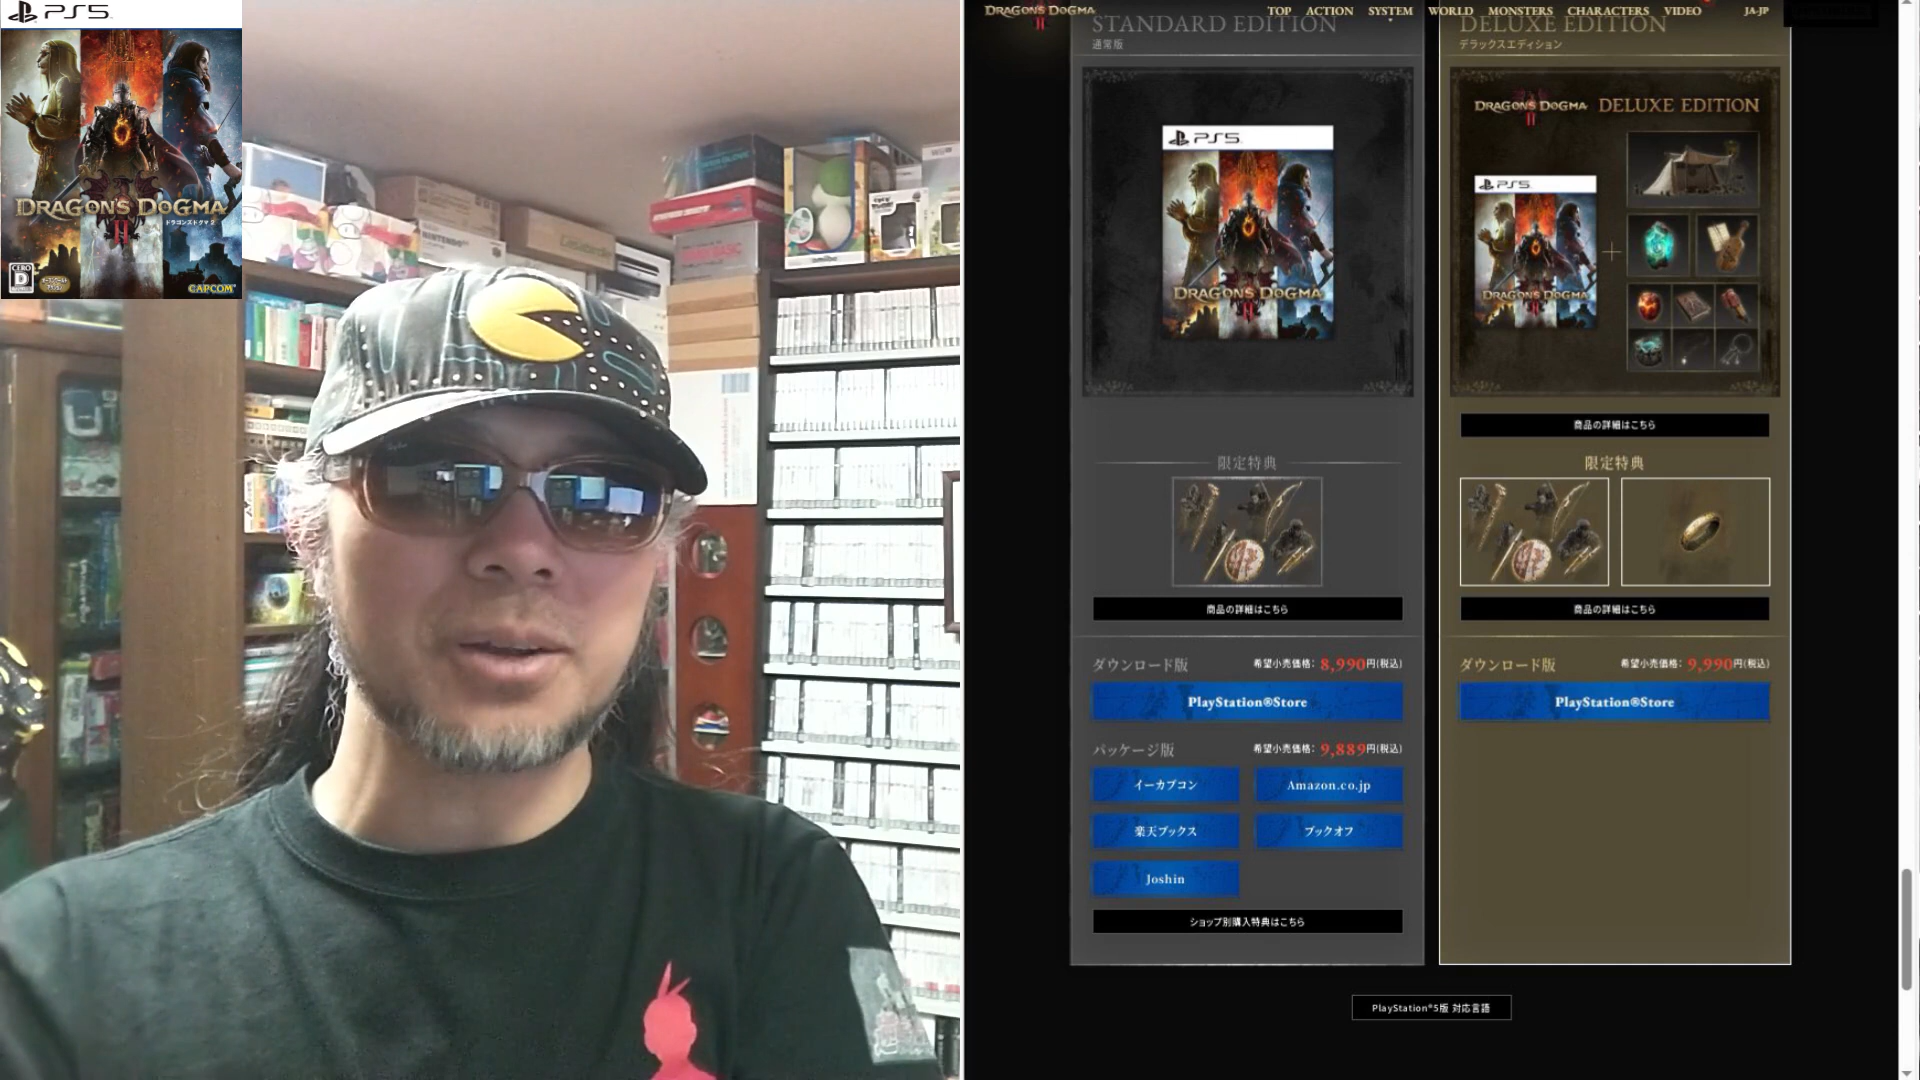 PS5
DRAGON'S DOGMA
II
ドラゴンズドグマ 2
CERO
D
CAPCOM
DRAGON'S DOGMA
II
TOP
ACTION
SYSTEM
WORLD
MONSTERS
CHARACTERS
VIDEO
JA-JP
STANDARD EDITION
通常版
PS5
DRAGON'S DOGMA
II
限定特典
商品の詳細はこちら
ダウンロード版 希望小売価格: 8,990円(税込)
PlayStation®Store
パッケージ版 希望小売価格: 9,889円(税込)
イーカプコン
Amazon.co.jp
楽天ブックス
ブックオフ
Joshin
ショップ別購入特典はこちら
DELUXE EDITION
デラックスエディション
DRAGON'S DOGMA
II
DELUXE EDITION
PS5
DRAGON'S DOGMA
II
商品の詳細はこちら
限定特典
商品の詳細はこちら
ダウンロード版 希望小売価格: 9,990円(税込)
PlayStation®Store
PlayStation®5版 対応言語